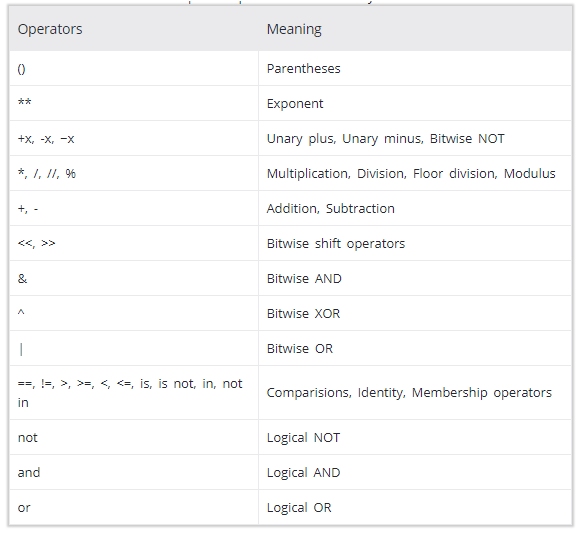 Operators Meaning
() Parentheses
** Exponent
+x, -x, ~x Unary plus, Unary minus, Bitwise NOT
*, /, //, % Multiplication, Division, Floor division, Modulus
+, - Addition, Subtraction
<<, >> Bitwise shift operators
& Bitwise AND
^ Bitwise XOR
| Bitwise OR
==, !=, >, >=, <, <=, is, is not, in, not
in
Comparisions, Identity, Membership operators
not Logical NOT
and Logical AND
or Logical OR